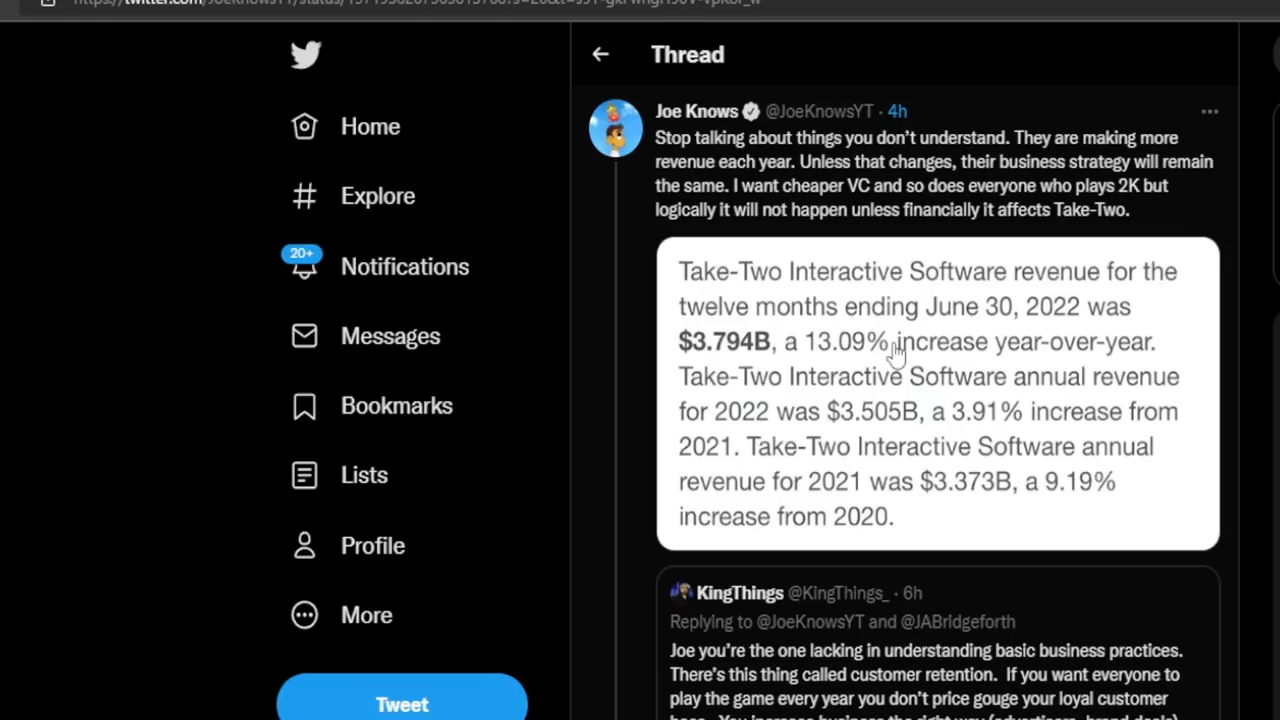 Home
Explore
20+
Notifications
Messages
Bookmarks
Lists
Profile
More
Tweet
Thread
Joe Knows @JoeKnowsYT · 4h
Stop talking about things you don't understand. They are making more
revenue each year. Unless that changes, their business strategy will remain
the same. I want cheaper VC and so does everyone who plays 2K but
logically it will not happen unless financially it affects Take-Two.
Take-Two Interactive Software revenue for the
twelve months ending June 30, 2022 was
$3.794B, a 13.09% increase year-over-year.
Take-Two Interactive Software annual revenue
for 2022 was $3.505B, a 3.91% increase from
2021. Take-Two Interactive Software annual
revenue for 2021 was $3.373B, a 9.19%
increase from 2020.
KingThings @KingThings_ · 6h
Replying to @JoeKnowsYT and @JABridgeforth
Joe you're the one lacking in understanding basic business practices.
There's this thing called customer retention. If you want everyone to
play the game every year you don't price gouge your loyal customer